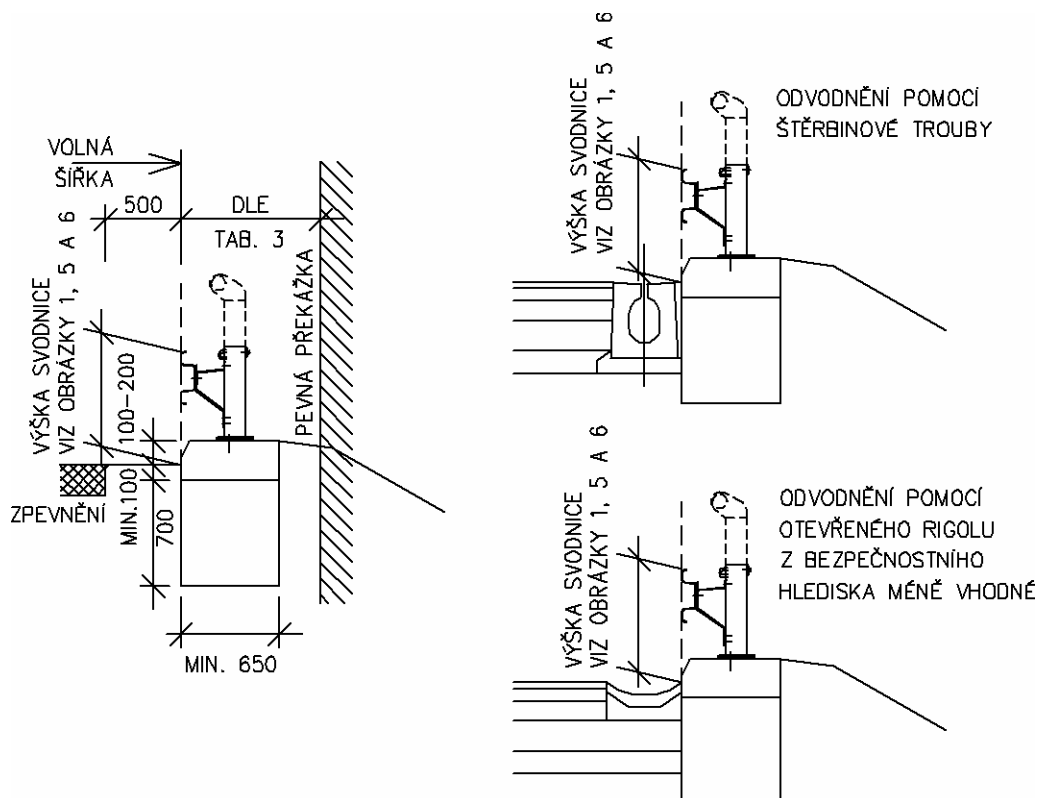 VOLNÁ
ŠÍŘKA
500
DLE
TAB. 3
VÝŠKA SVODNICE
VIZ OBRÁZKY 1, 5 A 6
100-200
MIN.100
700
PEVNÁ PŘEKÁŽKA
ZPEVNĚNÍ
MIN. 650
VÝŠKA SVODNICE
VIZ OBRÁZKY 1, 5 A 6
ODVODNĚNÍ POMOCÍ
ŠTĚRBINOVÉ TROUBY
VÝŠKA SVODNICE
VIZ OBRÁZKY 1, 5 A 6
ODVODNĚNÍ POMOCÍ
OTEVŘENÉHO RIGOLU
Z BEZPEČNOSTNÍHO
HLEDISKA MÉNĚ VHODNÉ